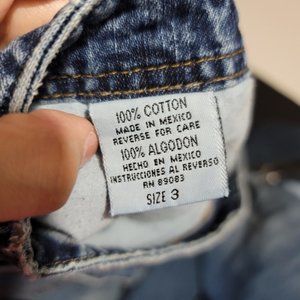 100% COTTON
MADE IN MEXICO
REVERSE FOR CARE
100% ALGODON
HECHO EN MEXICO
INSTRUCCIONES AL REVERSO
RN 89083
SIZE 3